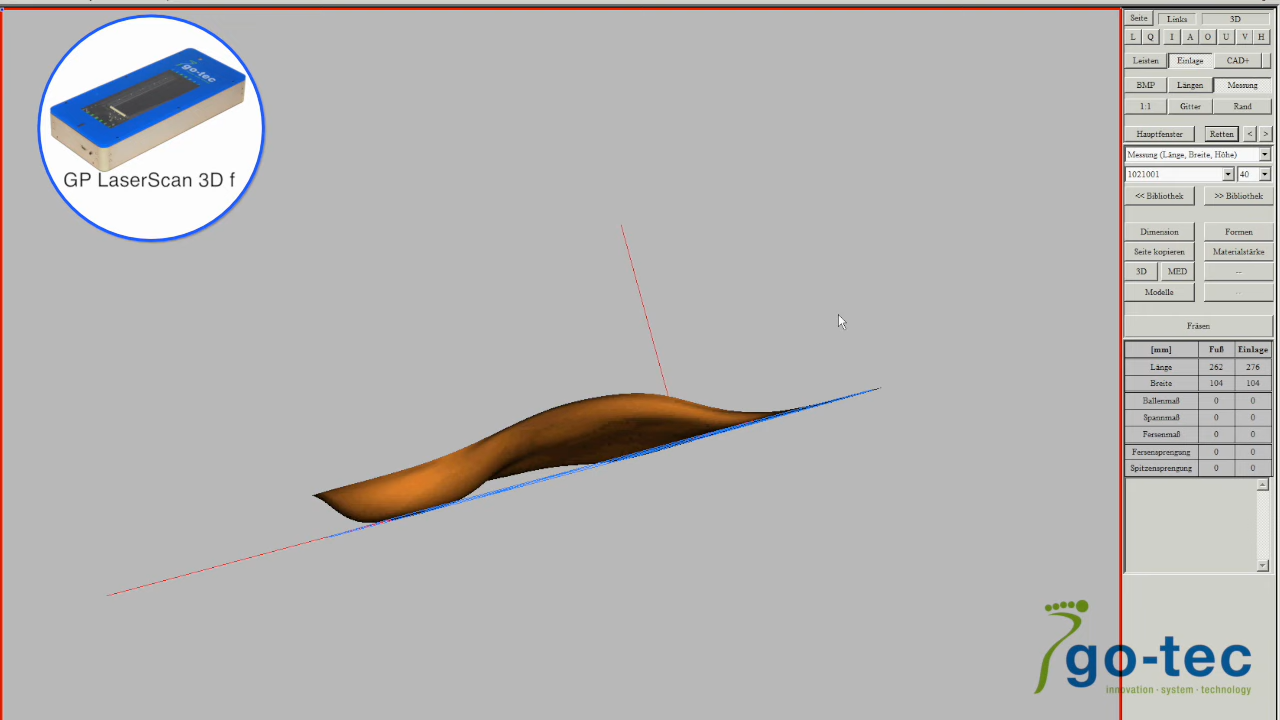 go-tec
GP LaserScan 3D f
Seite Links 3D
L Q I A O U V H
Leisten Einlage CAD+
BMP Längen Messung
1:1 Gitter Rand
Hauptfenster Retten < >
Messung (Länge, Breite, Höhe)
1021001 40
<< Bibliothek >> Bibliothek
Dimension Formen
Seite kopieren Materialstärke
3D MED --
Modelle --
Fräsen
[mm] Fuß Einlage
Länge 262 276
Breite 104 104
Ballenmaß 0 0
Spannmaß 0 0
Fersenmaß 0 0
Fersensprengung 0 0
Spitzensprengung 0 0
go-tec
innovation · system · technology